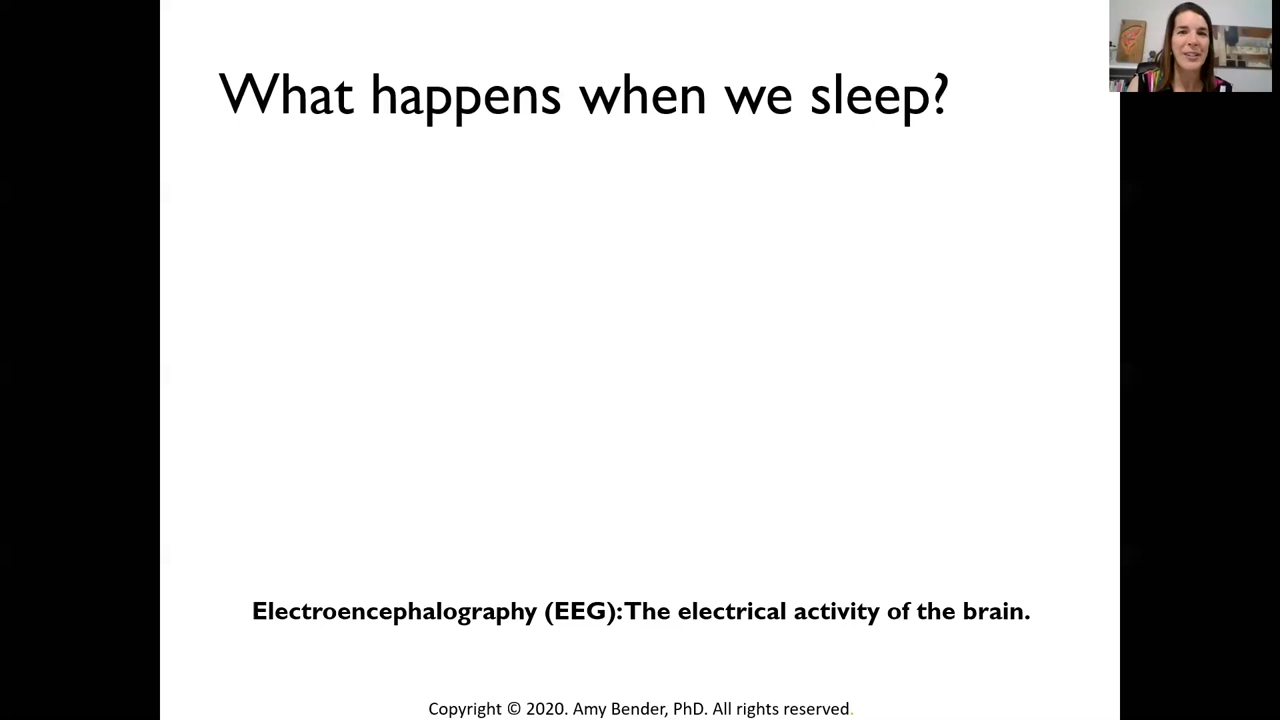 What happens when we sleep?
Electroencephalography (EEG): The electrical activity of the brain.
Copyright © 2020. Amy Bender, PhD. All rights reserved.